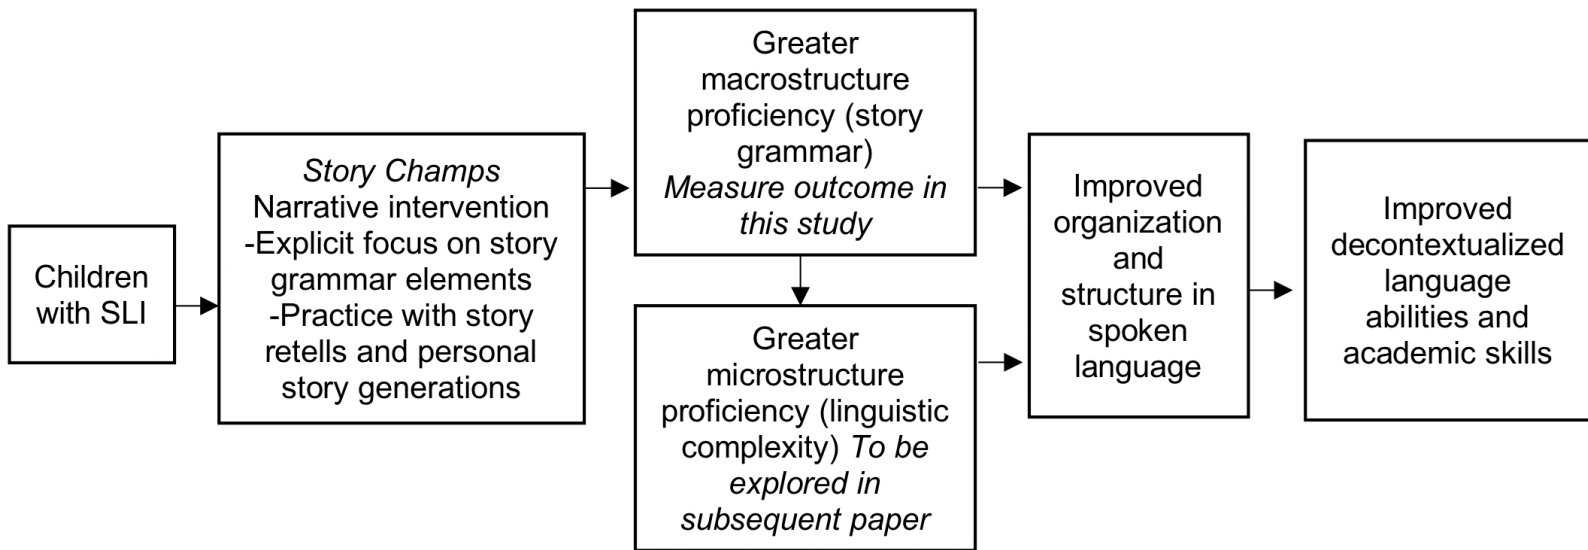 Children
with SLI
Story Champs
Narrative intervention
-Explicit focus on story
grammar elements
-Practice with story
retells and personal
story generations
Greater
macrostructure
proficiency (story
grammar)
Measure outcome in
this study
Greater
microstructure
proficiency (linguistic
complexity) To be
explored in
subsequent paper
Improved
organization
and
structure in
spoken
language
Improved
decontextualized
language
abilities and
academic skills